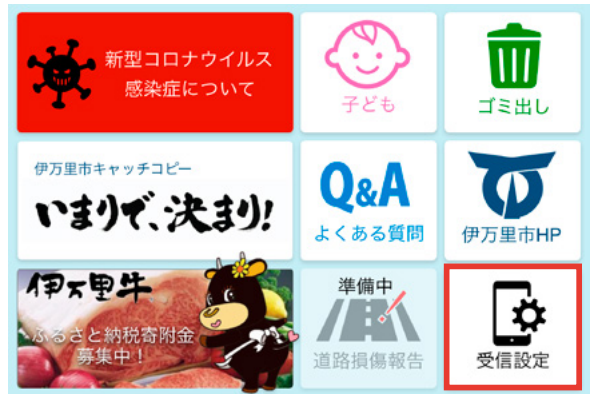 新型コロナウイルス
感染症について
子ども
ゴミ出し
伊万里市キャッチコピー
いまりで、決まり!
Q&A
よくある質問
伊万里市HP
伊万里牛
ふるさと納税寄附金
募集中!
準備中
道路損傷報告
受信設定